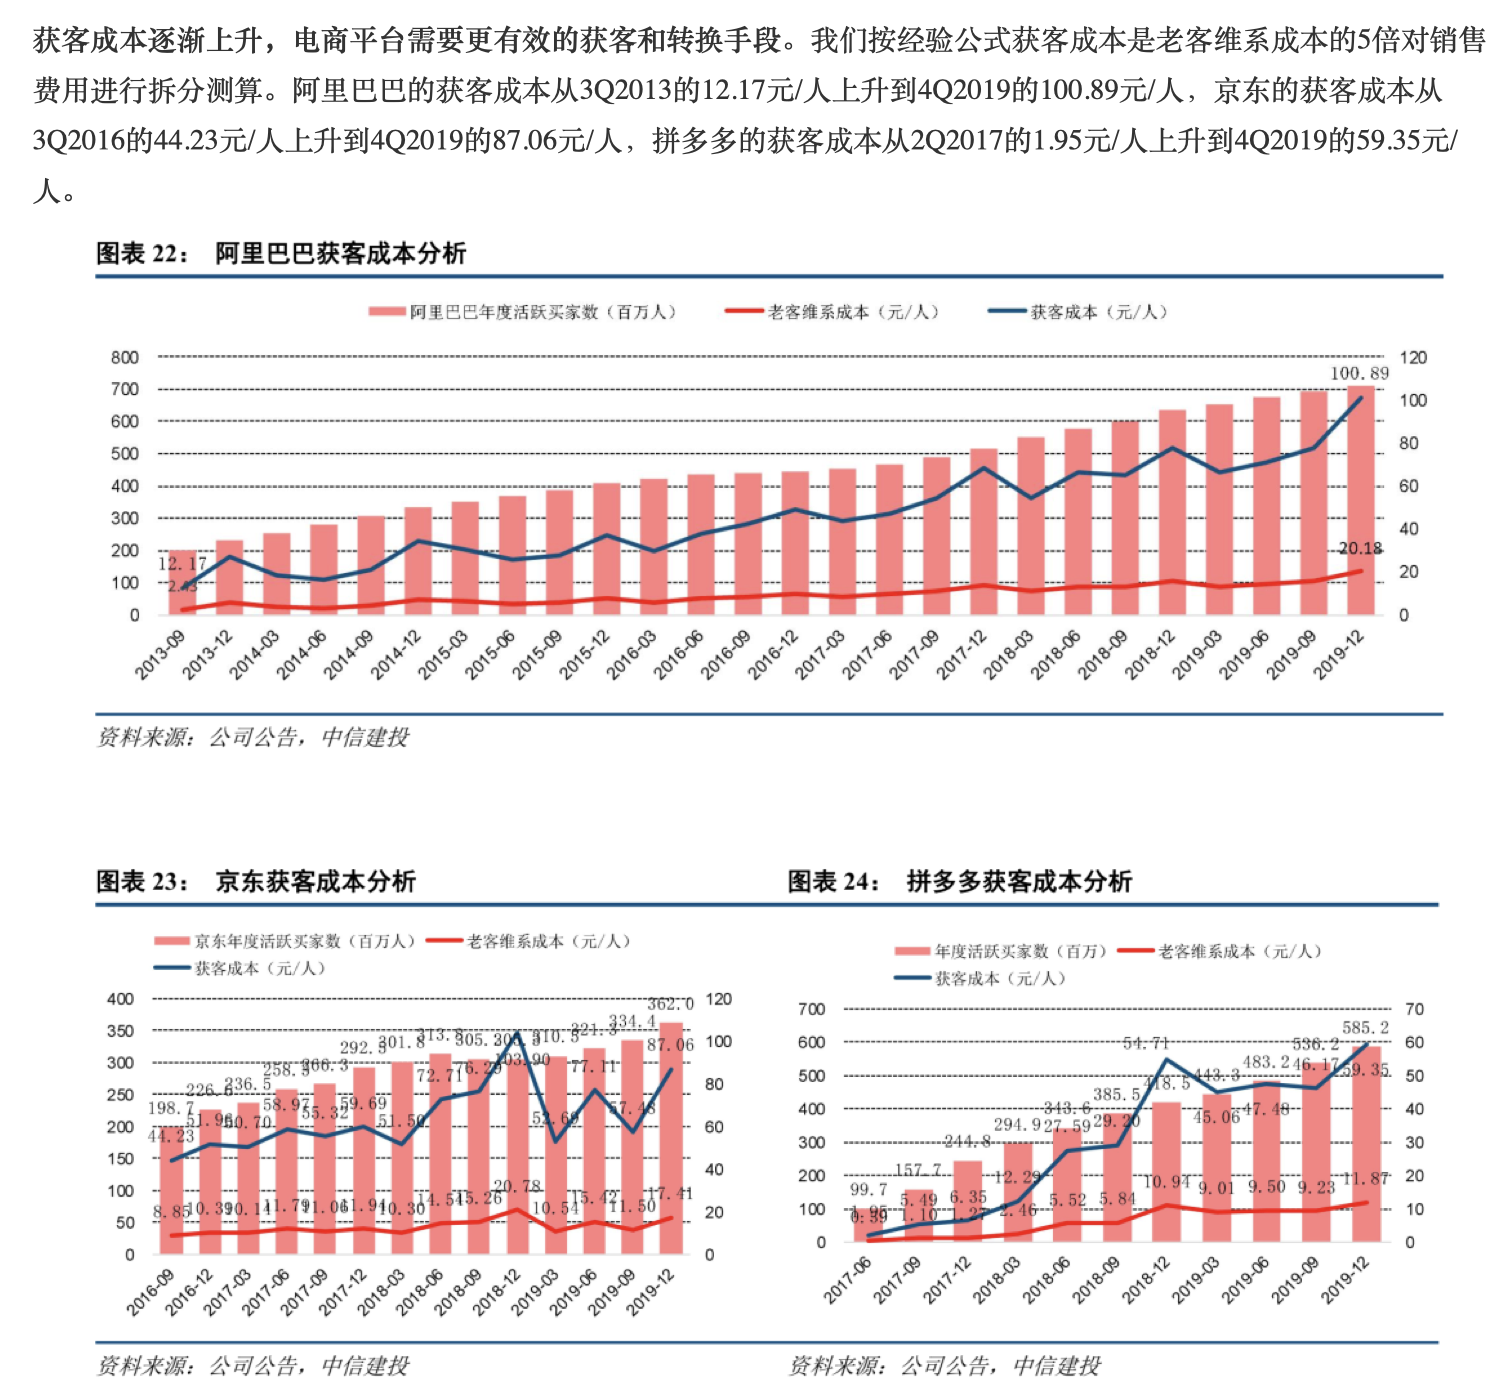 获客成本逐渐上升，电商平台需要更有效的获客和转换手段。我们按经验公式获客成本是老客维系成本的5倍对销售
费用进行拆分测算。阿里巴巴的获客成本从3Q2013的12.17元/人上升到4Q2019的100.89元/人，京东的获客成本从
3Q2016的44.23元/人上升到4Q2019的87.06元/人，拼多多的获客成本从2Q2017的1.95元/人上升到4Q2019的59.35元/
人。
图表 22： 阿里巴巴获客成本分析
阿里巴巴年度活跃买家数（百万人） 老客维系成本（元/人） 获客成本（元/人）
800 700 600 500 400 300 200 100 0
120 100 80 60 40 20 0
100.89
12.17
2.43
20.18
2013-09 2013-12 2014-03 2014-06 2014-09 2014-12 2015-03 2015-06 2015-09 2015-12 2016-03 2016-06 2016-09 2016-12 2017-03 2017-06 2017-09 2017-12 2018-03 2018-06 2018-09 2018-12 2019-03 2019-06 2019-09 2019-12
资料来源：公司公告，中信建投
图表 23： 京东获客成本分析
京东年度活跃买家数（百万人） 老客维系成本（元/人）
获客成本（元/人）
400 350 300 250 200 150 100 50 0
120 100 80 60 40 20 0
198.7 226.6 236.5 258.3 266.3 292.5 301.8 313.8 305.2 305.3 310.5 321.3 334.4 362.0
44.23 51.96 50.70 58.97 55.32 59.69 51.50 72.71 76.29 103.90 52.69 77.11 57.48 87.06
8.85 10.39 10.14 11.79 11.06 11.94 10.30 14.54 15.26 20.78 10.54 15.42 11.50 17.41
2016-09 2016-12 2017-03 2017-06 2017-09 2017-12 2018-03 2018-06 2018-09 2018-12 2019-03 2019-06 2019-09 2019-12
资料来源：公司公告，中信建投
图表 24： 拼多多获客成本分析
年度活跃买家数（百万） 老客维系成本（元/人）
获客成本（元/人）
700 600 500 400 300 200 100 0
70 60 50 40 30 20 10 0
99.7 157.7 244.8 294.9 343.6 385.5 418.5 443.3 483.2 536.2 585.2
1.95 5.49 6.35 12.29 27.59 29.20 54.71 45.06 47.48 46.17 59.35
0.39 1.10 1.27 2.46 5.52 5.84 10.94 9.01 9.50 9.23 11.87
2017-06 2017-09 2017-12 2018-03 2018-06 2018-09 2018-12 2019-03 2019-06 2019-09 2019-12
资料来源：公司公告，中信建投